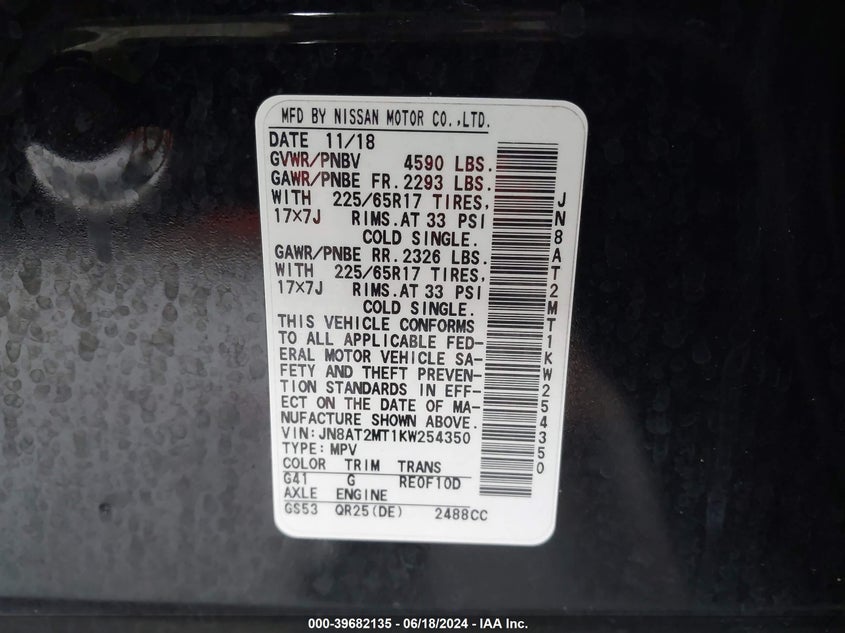 MFD BY NISSAN MOTOR CO.,LTD.
DATE 11/18
GVWR/PNBV 4590 LBS.
GAWR/PNBE FR. 2293 LBS.
WITH 225/65R17 TIRES.
17×7J RIMS.AT 33 PSI
COLD SINGLE.
GAWR/PNBE RR. 2326 LBS.
WITH 225/65R17 TIRES.
17×7J RIMS.AT 33 PSI
COLD SINGLE.
THIS VEHICLE CONFORMS
TO ALL APPLICABLE FED-
ERAL MOTOR VEHICLE SA-
FETY AND THEFT PREVEN-
TION STANDARDS IN EFF-
ECT ON THE DATE OF MA-
NUFACTURE SHOWN ABOVE.
VIN:JN8AT2MT1KW254350
TYPE:MPV
COLOR TRIM TRANS
G41 G RE0F10D
AXLE ENGINE
GS53 QR25(DE) 2488CC
JN8AT2MT1KW254350
000-39682135 - 06/18/2024 - IAA Inc.